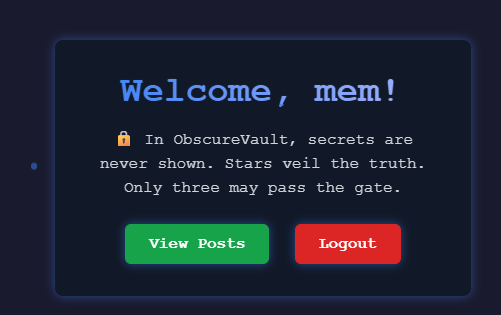 Welcome, mem!
🔒 In ObscureVault, secrets are
never shown. Stars veil the truth.
Only three may pass the gate.
View Posts
Logout